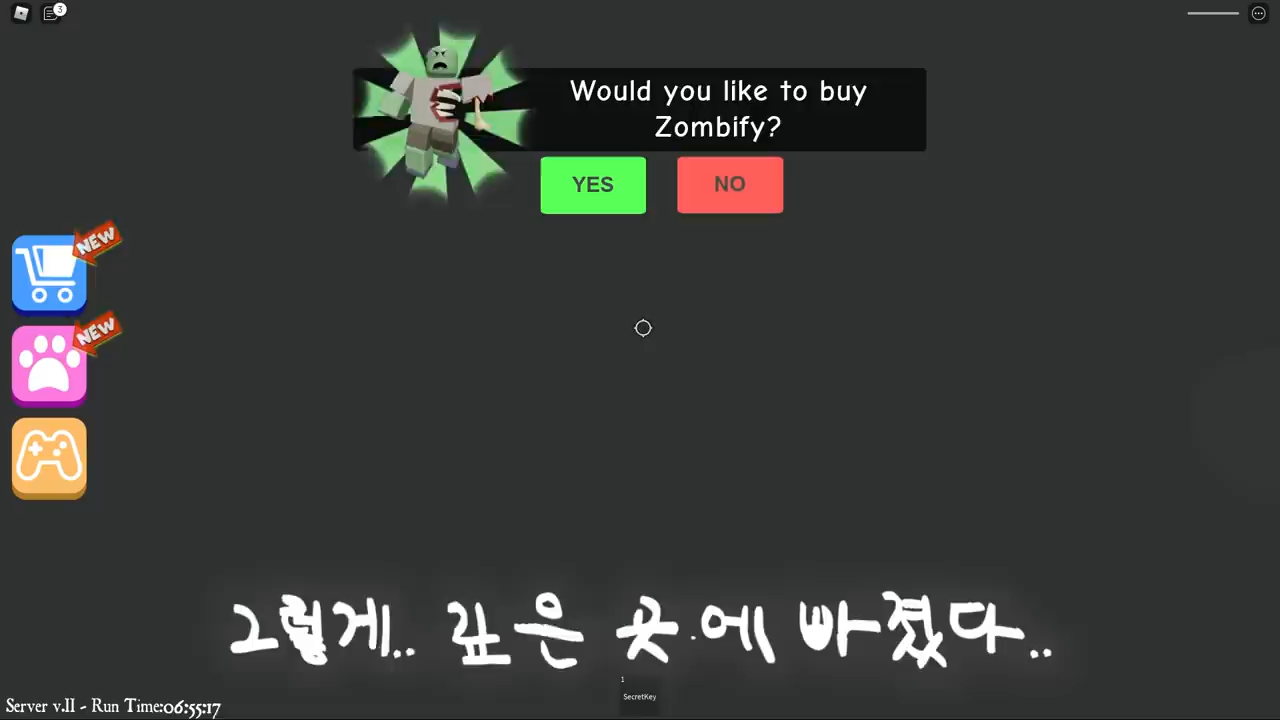 3
Would you like to buy
Zombify?
YES
NO
NEW
NEW
그렇게.. 깊은 곳에 빠졌다..
1
SecretKey
Server v.II - Run Time:06:55:17